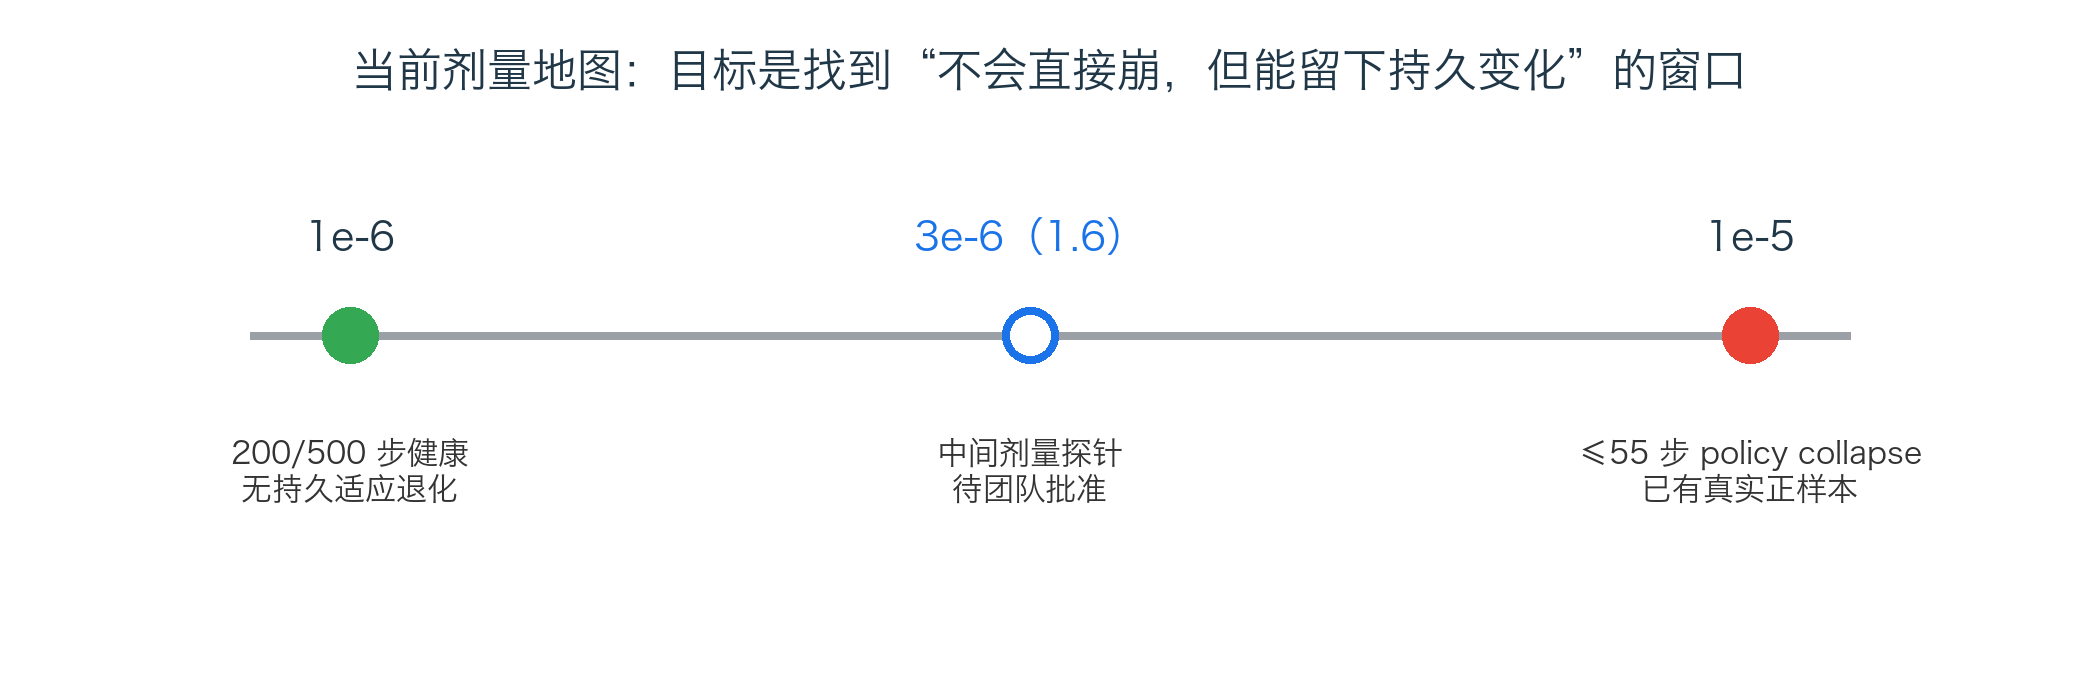 当前剂量地图：目标是找到“不会直接崩，但能留下持久变化”的窗口
1e-6
3e-6（1.6）
1e-5
200/500 步健康
无持久适应退化
中间剂量探针
待团队批准
≤55 步 policy collapse
已有真实正样本